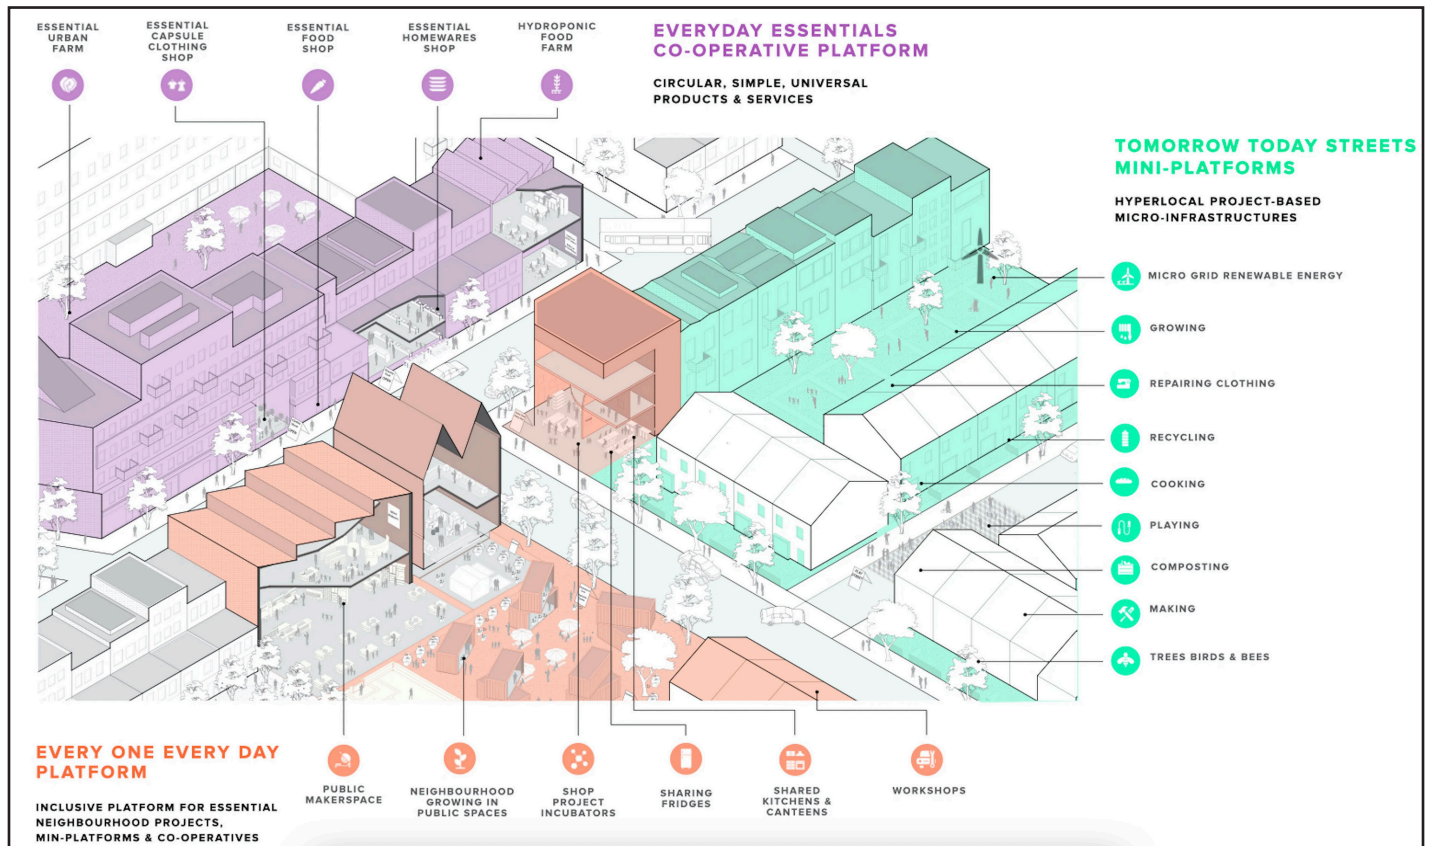 ESSENTIAL
URBAN
FARM
ESSENTIAL
CAPSULE
CLOTHING
SHOP
ESSENTIAL
FOOD
SHOP
ESSENTIAL
HOMEWARES
SHOP
HYDROPONIC
FOOD
FARM
EVERYDAY ESSENTIALS
CO-OPERATIVE PLATFORM
CIRCULAR, SIMPLE, UNIVERSAL
PRODUCTS & SERVICES
TOMORROW TODAY STREETS
MINI-PLATFORMS
HYPERLOCAL PROJECT-BASED
MICRO-INFRASTRUCTURES
MICRO GRID RENEWABLE ENERGY
GROWING
REPAIRING CLOTHING
RECYCLING
COOKING
PLAYING
COMPOSTING
MAKING
TREES BIRDS & BEES
EVERY ONE EVERY DAY
PLATFORM
INCLUSIVE PLATFORM FOR ESSENTIAL
NEIGHBOURHOOD PROJECTS,
MIN-PLATFORMS & CO-OPERATIVES
PUBLIC
MAKERSPACE
NEIGHBOURHOOD
GROWING IN
PUBLIC SPACES
SHOP
PROJECT
INCUBATORS
SHARING
FRIDGES
SHARED
KITCHENS &
CANTEENS
WORKSHOPS